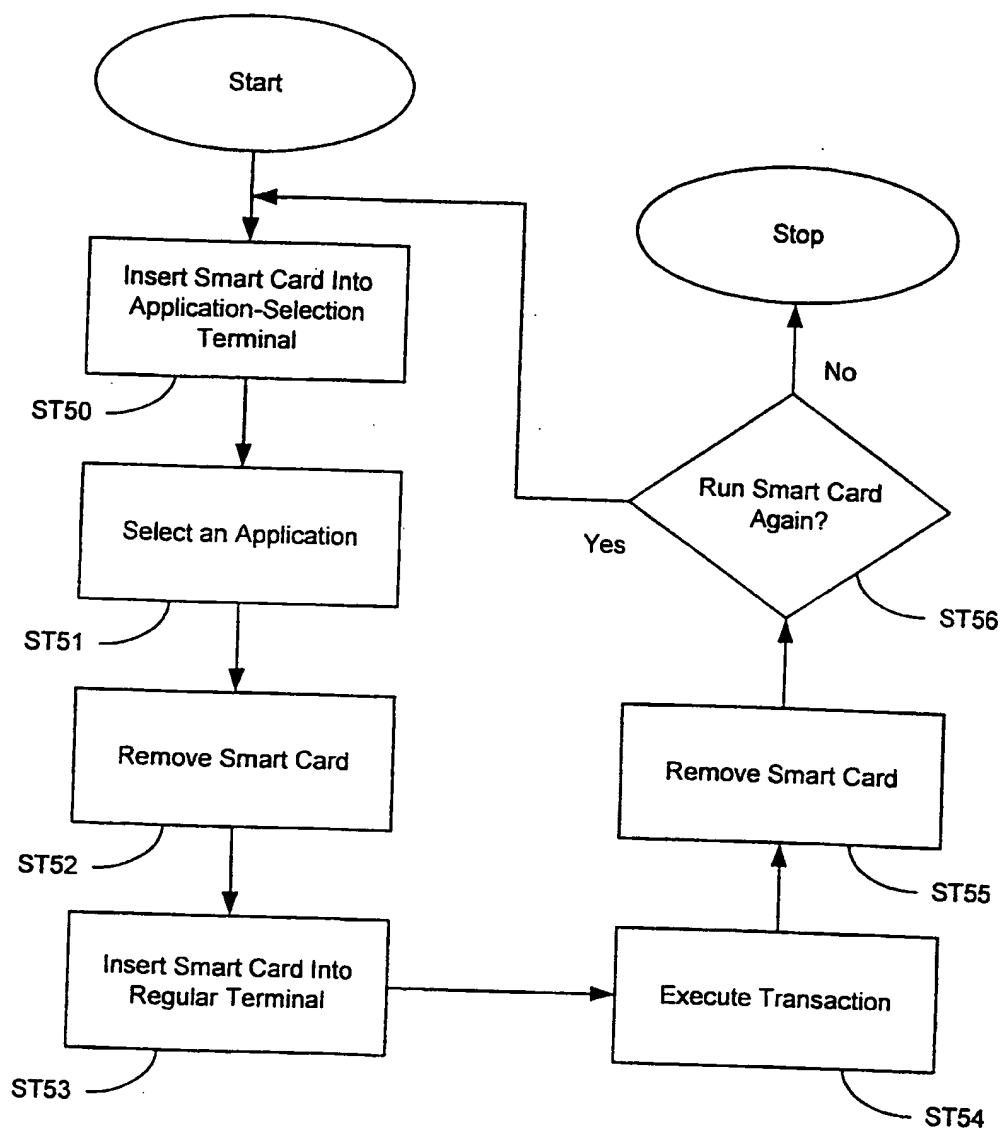 Start
Insert Smart Card Into
Application-Selection
Terminal
ST50
Select an Application
ST51
Remove Smart Card
ST52
Insert Smart Card Into
Regular Terminal
ST53
Execute Transaction
ST54
Remove Smart Card
ST55
Run Smart Card
Again?
ST56
Yes
No
Stop